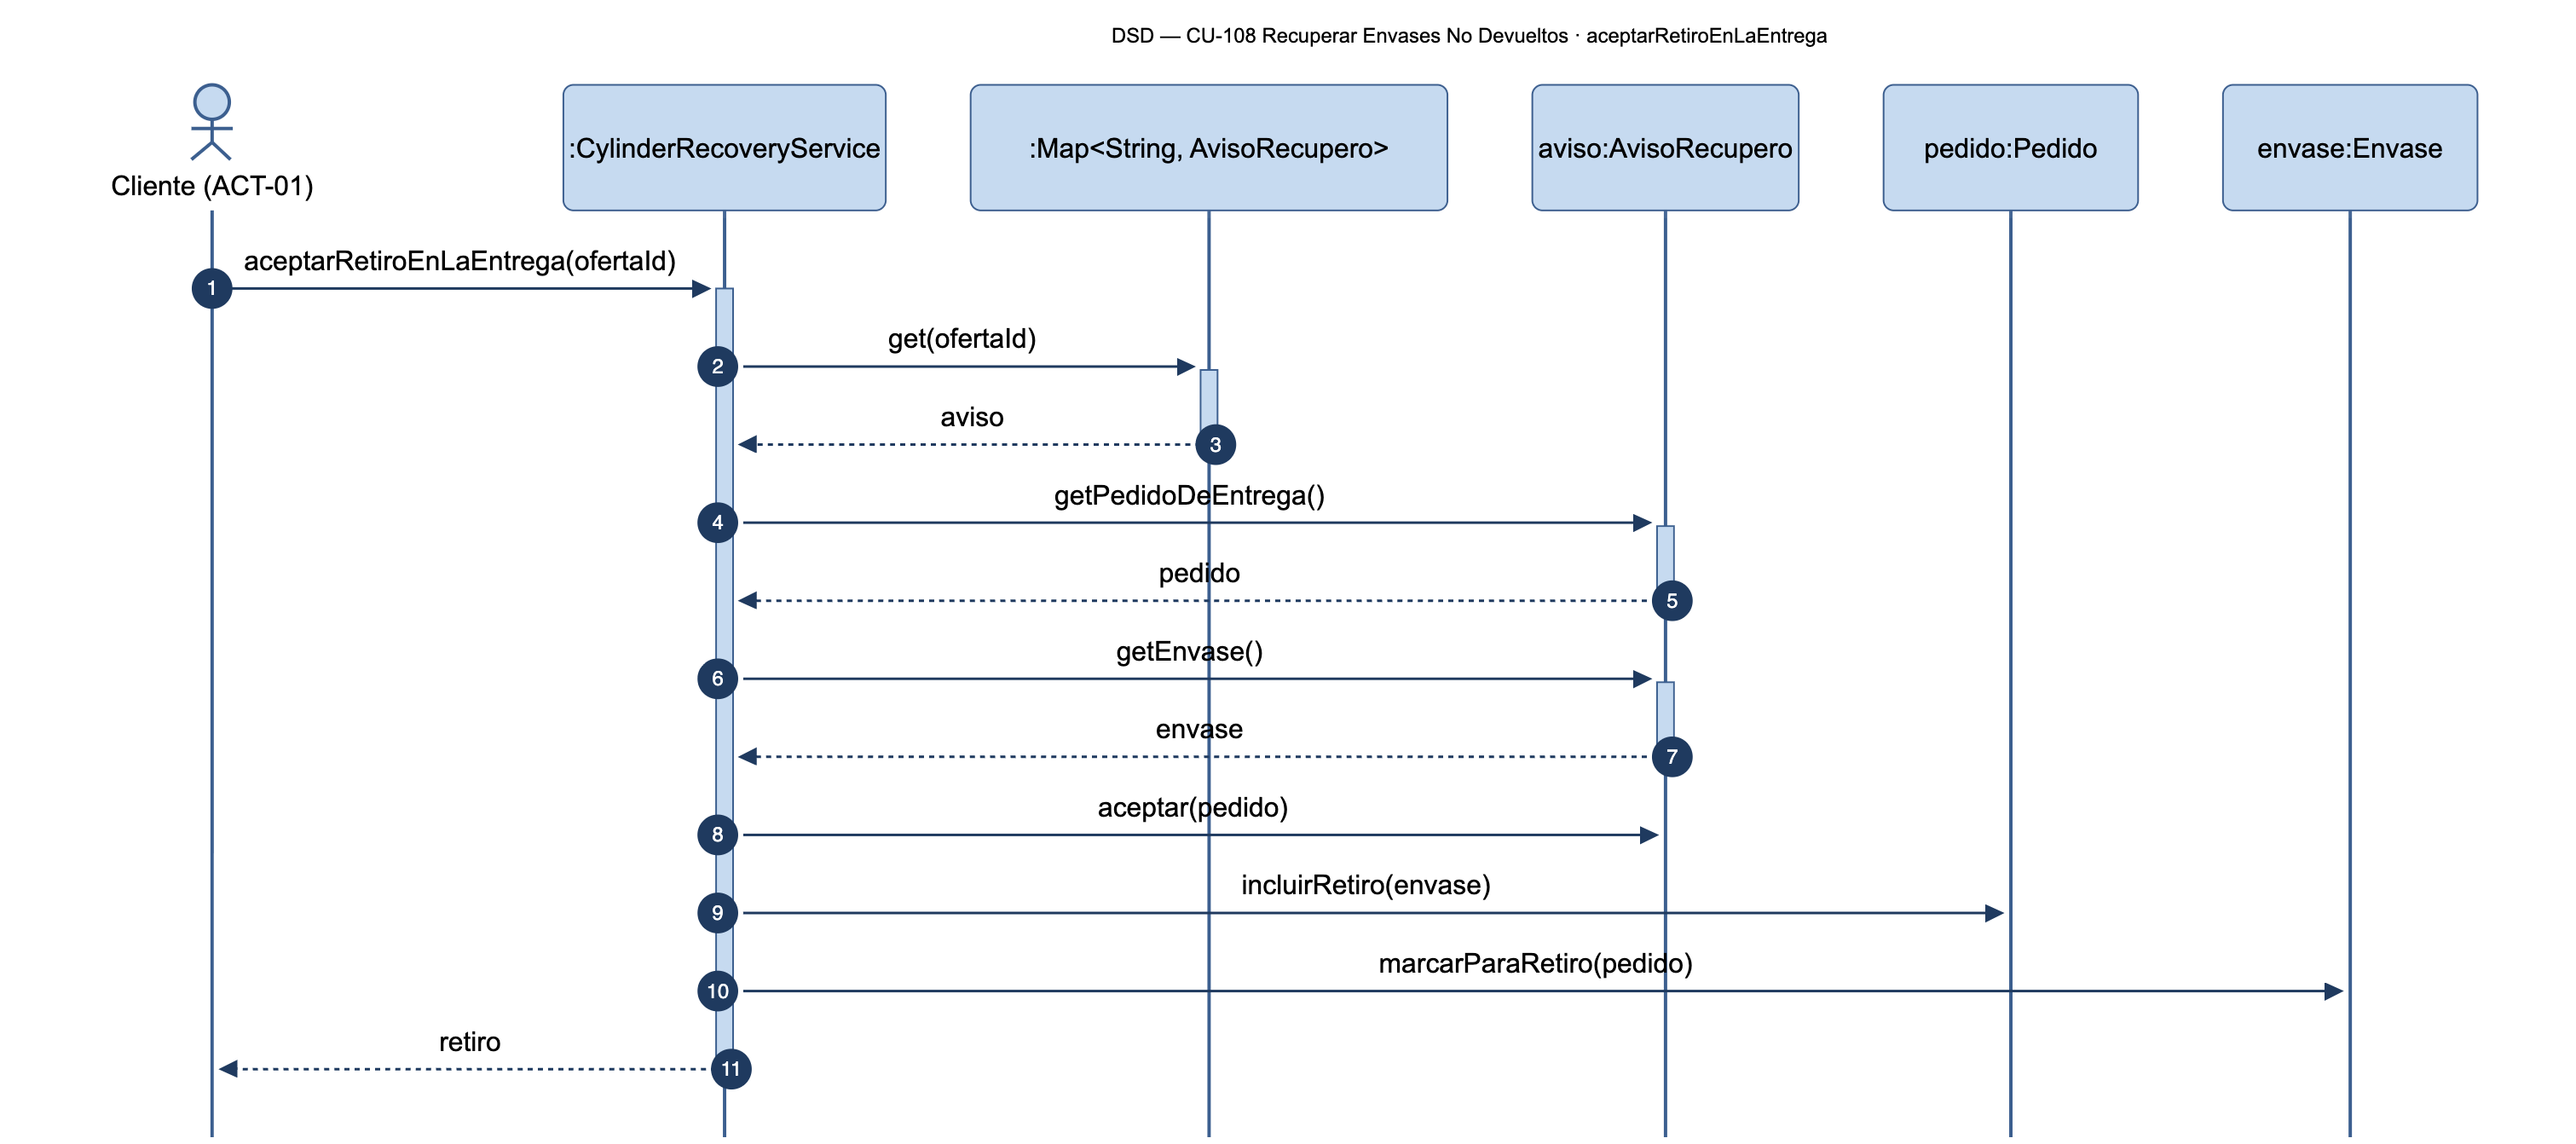 DSD — CU-108 Recuperar Envases No Devueltos · aceptarRetiroEnLaEntrega
Cliente (ACT-01)
:CylinderRecoveryService
:Map<String, AvisoRecupero>
aviso:AvisoRecupero
pedido:Pedido
envase:Envase
aceptarRetiroEnLaEntrega(ofertaId)
1
get(ofertaId)
2
aviso
3
getPedidoDeEntrega()
4
pedido
5
getEnvase()
6
envase
7
aceptar(pedido)
8
incluirRetiro(envase)
9
marcarParaRetiro(pedido)
10
retiro
11